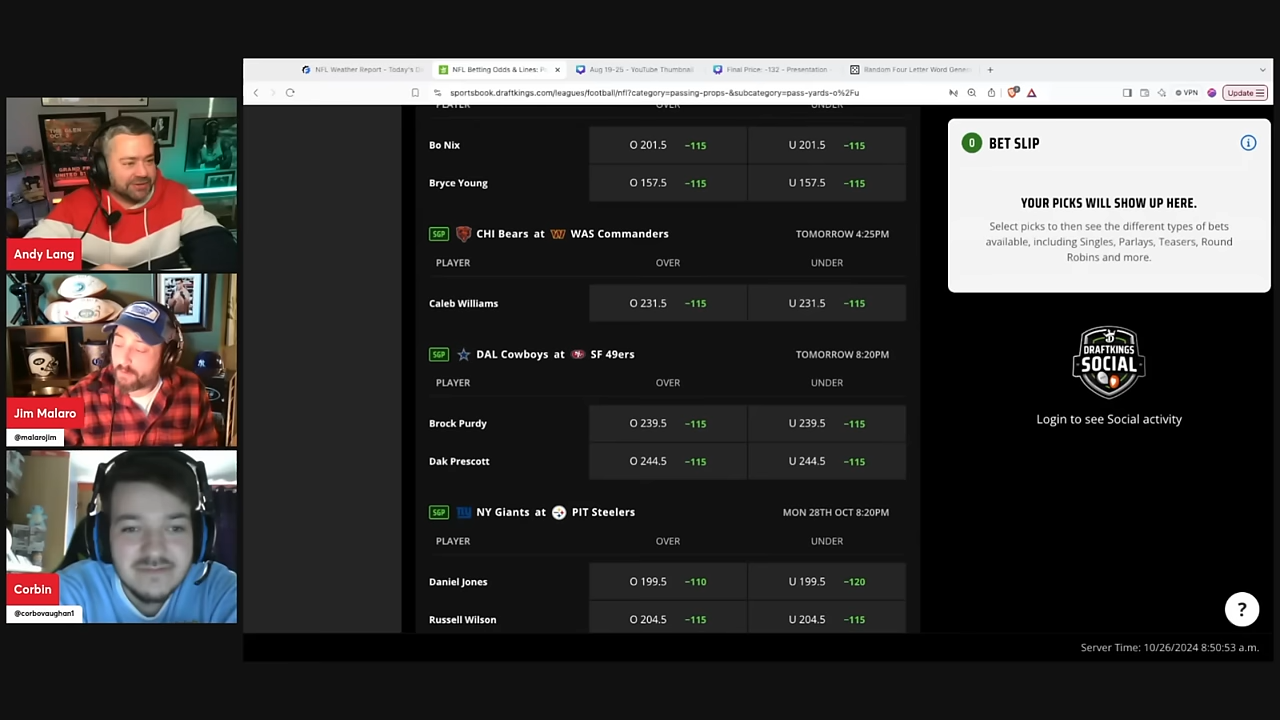 NFL Weather Report - Today's
NFL Betting Odds & Lines:
Aug 19-25 - YouTube Thumbnail
Final Price: -132 - Presentation
Random Four Letter Word Gener
sportsbook.draftkings.com/leagues/football/nfl?category=passing-props-&subcategory=pass-yards-o%2Fu
VPN
Update
PLAYER OVER UNDER
Bo Nix O 201.5 −115 U 201.5 −115
Bryce Young O 157.5 −115 U 157.5 −115
SGP CHI Bears at WAS Commanders TOMORROW 4:25PM
PLAYER OVER UNDER
Caleb Williams O 231.5 −115 U 231.5 −115
SGP DAL Cowboys at SF 49ers TOMORROW 8:20PM
PLAYER OVER UNDER
Brock Purdy O 239.5 −115 U 239.5 −115
Dak Prescott O 244.5 −115 U 244.5 −115
SGP NY Giants at PIT Steelers MON 28TH OCT 8:20PM
PLAYER OVER UNDER
Daniel Jones O 199.5 −110 U 199.5 −120
Russell Wilson O 204.5 −115 U 204.5 −115
0 BET SLIP
YOUR PICKS WILL SHOW UP HERE.
Select picks to then see the different types of bets
available, including Singles, Parlays, Teasers, Round
Robins and more.
DRAFTKINGS
SOCIAL
Login to see Social activity
?
Server Time: 10/26/2024 8:50:53 a.m.
Andy Lang
Jim Malaro
@malarojim
Corbin
@corbovaughan1